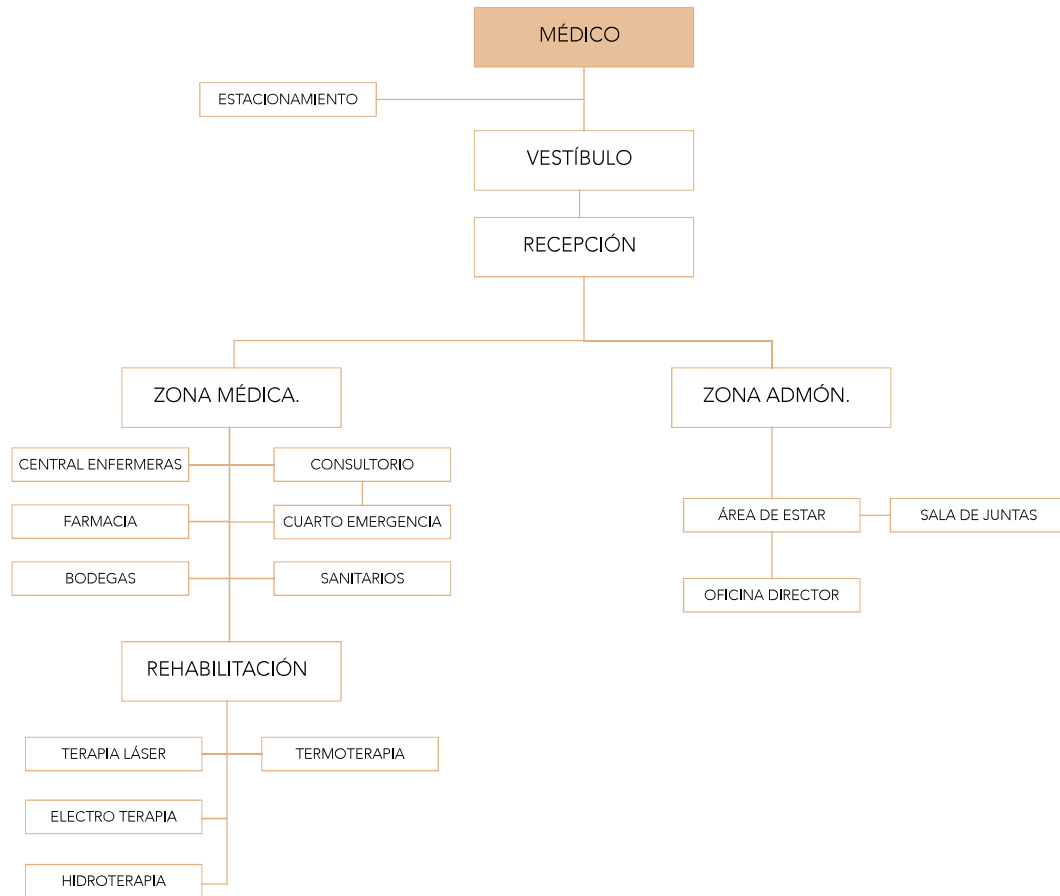 MÉDICO
ESTACIONAMIENTO
VESTÍBULO
RECEPCIÓN
ZONA MÉDICA.
ZONA ADMÓN.
CENTRAL ENFERMERAS
CONSULTORIO
FARMACIA
CUARTO EMERGENCIA
ÁREA DE ESTAR
SALA DE JUNTAS
BODEGAS
SANITARIOS
OFICINA DIRECTOR
REHABILITACIÓN
TERAPIA LÁSER
TERMOTERAPIA
ELECTRO TERAPIA
HIDROTERAPIA